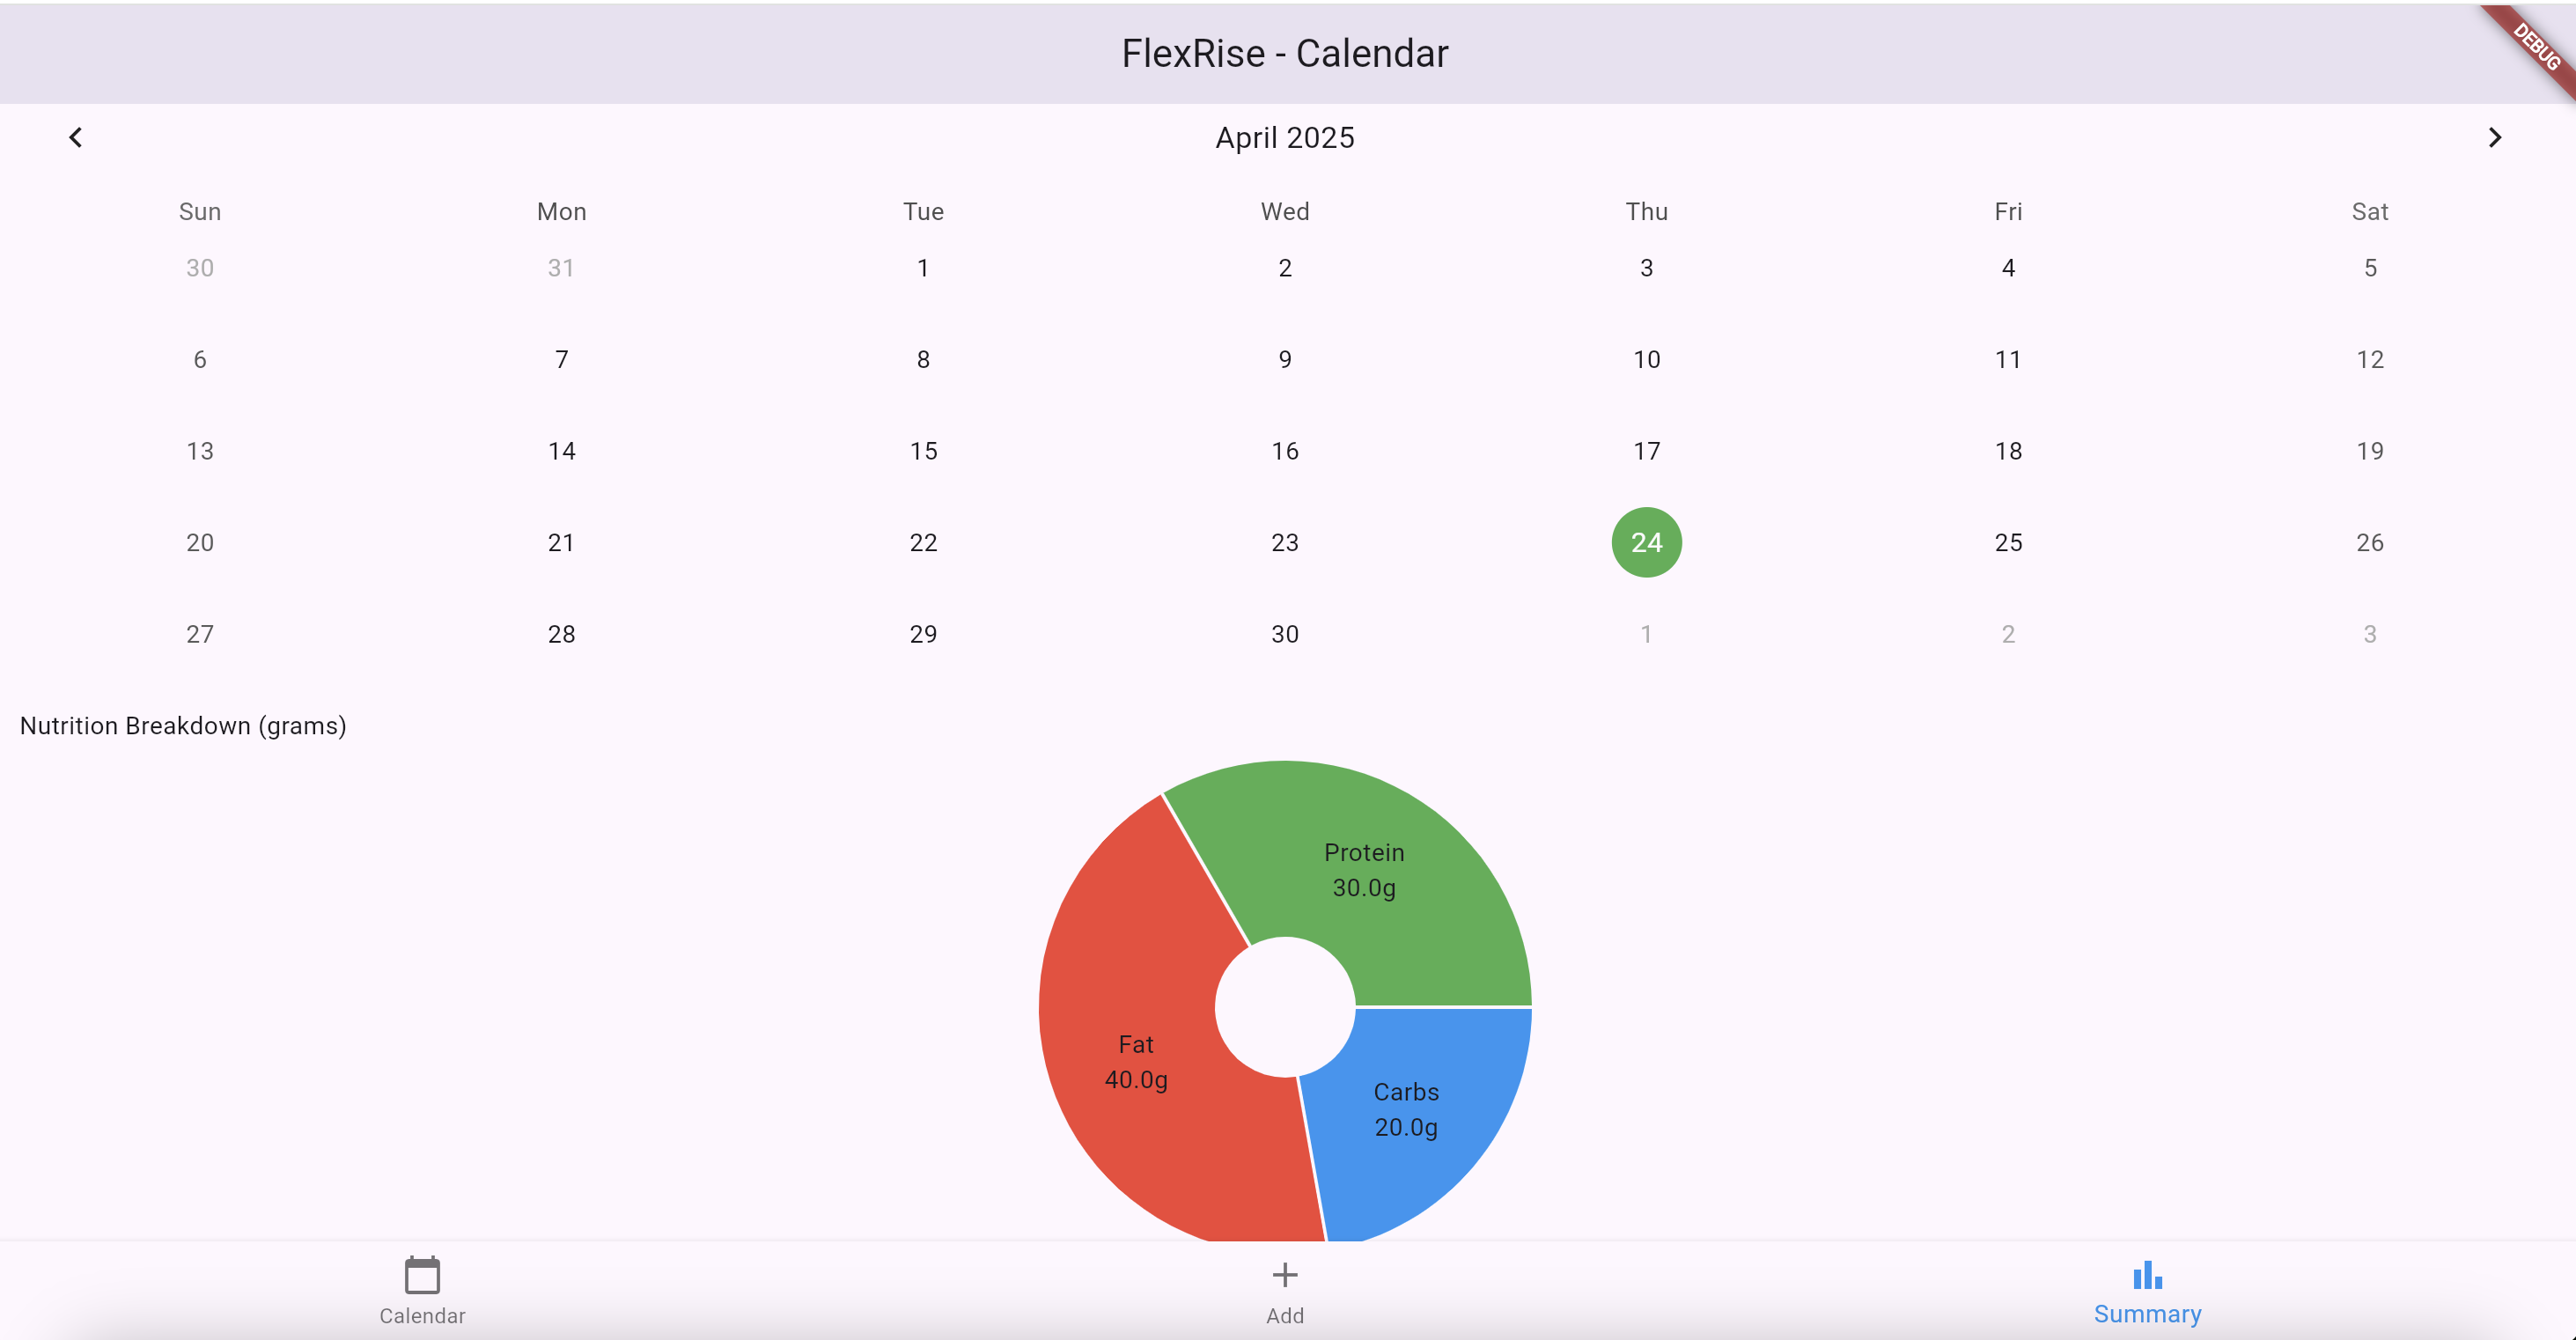 FlexRise - Calendar
DEBUG
April 2025
Sun Mon Tue Wed Thu Fri Sat
30 31 1 2 3 4 5
6 7 8 9 10 11 12
13 14 15 16 17 18 19
20 21 22 23 24 25 26
27 28 29 30 1 2 3
Nutrition Breakdown (grams)
Protein
30.0g
Fat
40.0g
Carbs
20.0g
Calendar Add Summary